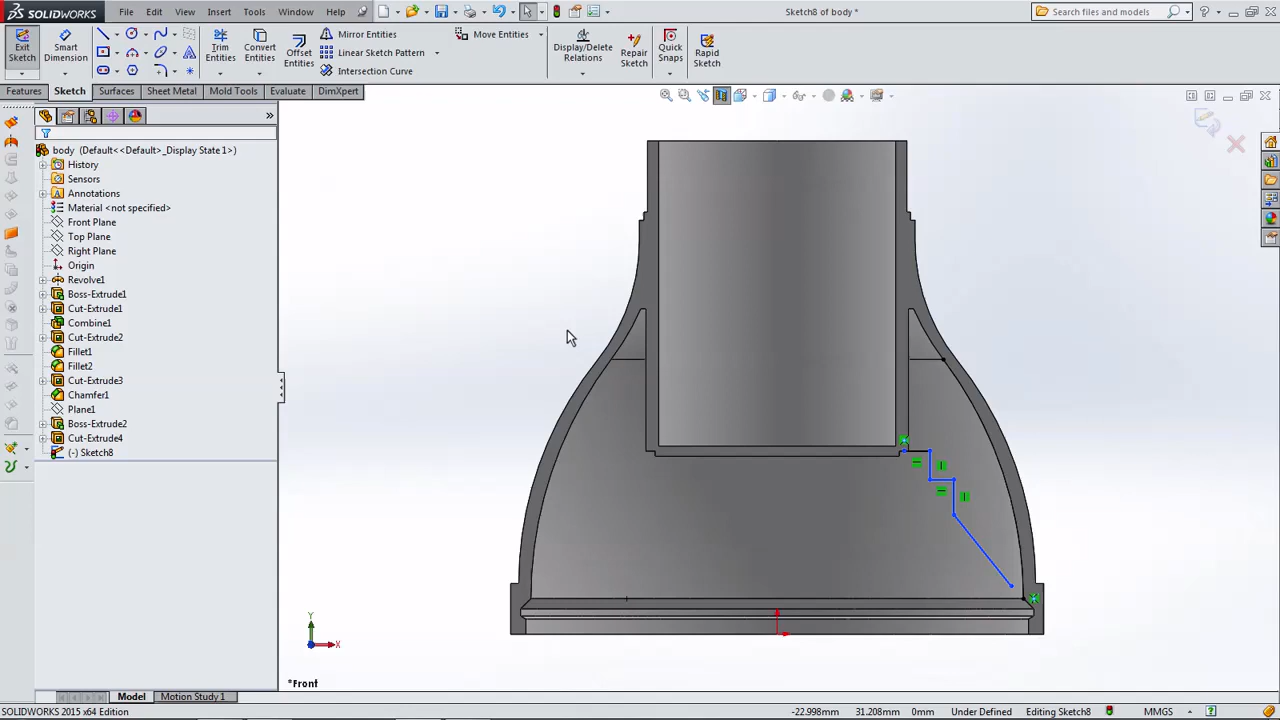 SOLIDWORKS File Edit View Insert Tools Window Help Sketch8 of body * Search files and models
Exit Sketch Smart Dimension Trim Entities Convert Entities Offset Entities Mirror Entities Linear Sketch Pattern Intersection Curve Move Entities Display/Delete Relations Repair Sketch Quick Snaps Rapid Sketch
Features Sketch Surfaces Sheet Metal Mold Tools Evaluate DimXpert
body (Default<<Default>_Display State 1>)
History
Sensors
Annotations
Material <not specified>
Front Plane
Top Plane
Right Plane
Origin
Revolve1
Boss-Extrude1
Cut-Extrude1
Combine1
Cut-Extrude2
Fillet1
Fillet2
Cut-Extrude3
Chamfer1
Plane1
Boss-Extrude2
Cut-Extrude4
(-) Sketch8
Y
X
*Front
Model Motion Study 1
SOLIDWORKS 2015 x64 Edition -22.998mm 31.208mm 0mm Under Defined Editing Sketch8 MMGS